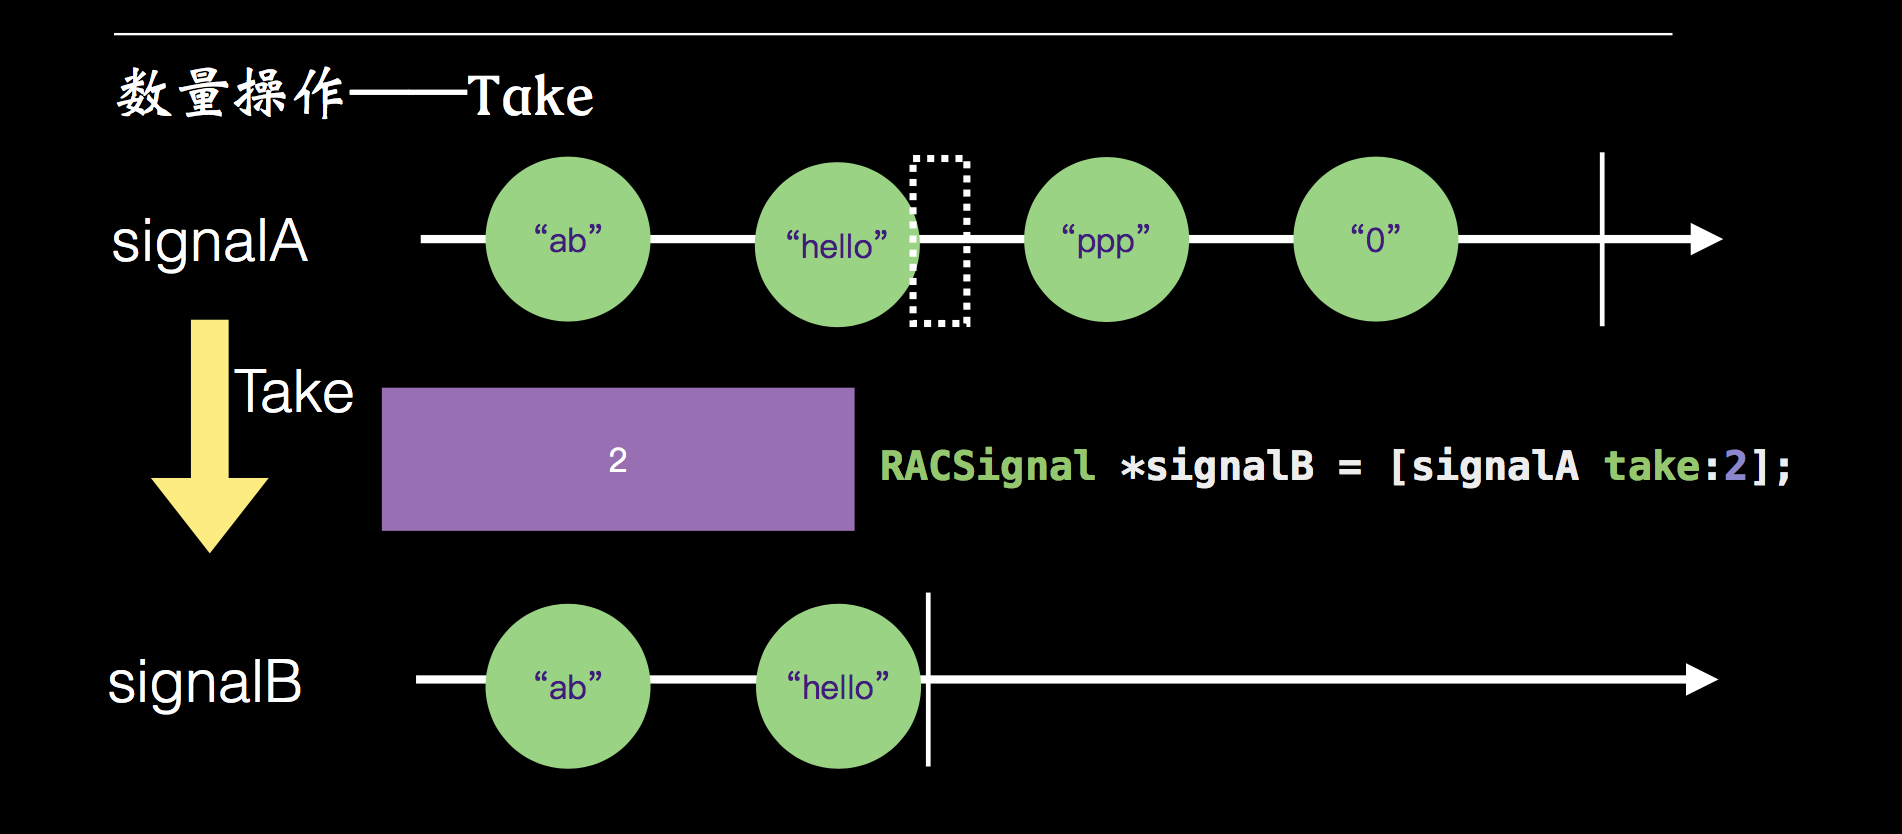 数量操作——Take
signalA
“ab” “hello” “ppp” “0”
Take
2
RACSignal *signalB = [signalA take:2];
signalB
“ab” “hello”